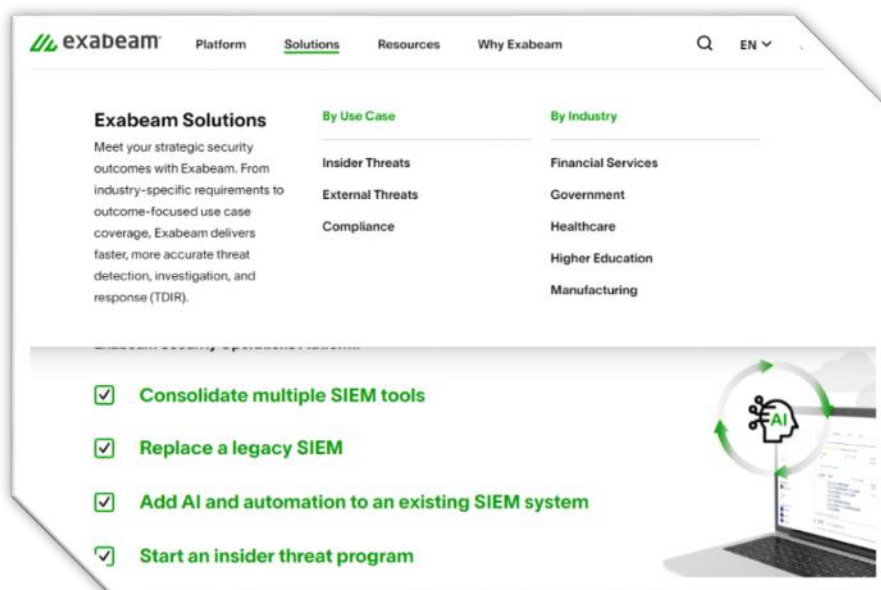 exabeam
Platform
Solutions
Resources
Why Exabeam
EN
Exabeam Solutions
Meet your strategic security
outcomes with Exabeam. From
industry-specific requirements to
outcome-focused use case
coverage, Exabeam delivers
faster, more accurate threat
detection, investigation, and
response (TDIR).
By Use Case
Insider Threats
External Threats
Compliance
By Industry
Financial Services
Government
Healthcare
Higher Education
Manufacturing
Consolidate multiple SIEM tools
Replace a legacy SIEM
Add AI and automation to an existing SIEM system
Start an insider threat program
AI